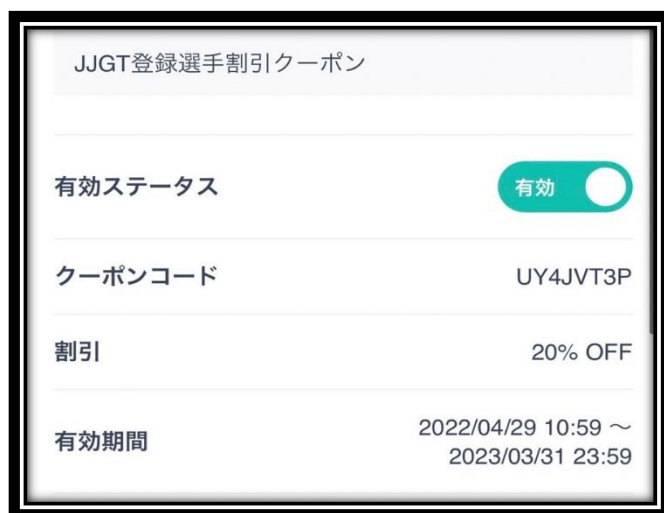 JJGT登録選手割引クーポン
有効ステータス 有効
クーポンコード UY4JVT3P
割引 20% OFF
有効期間 2022/04/29 10:59 〜
2023/03/31 23:59